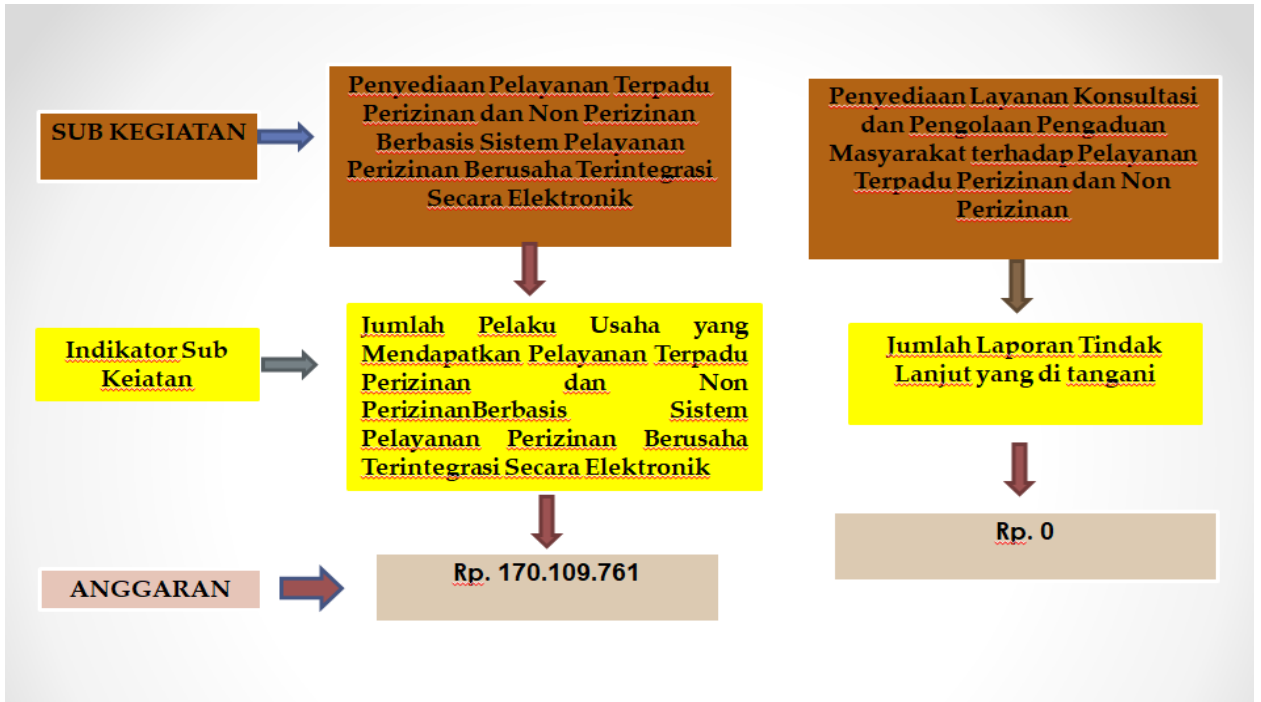 SUB KEGIATAN
Penyediaan Pelayanan Terpadu
Perizinan dan Non Perizinan
Berbasis Sistem Pelayanan
Perizinan Berusaha Terintegrasi
Secara Elektronik
Penyediaan Layanan Konsultasi
dan Pengolaan Pengaduan
Masyarakat terhadap Pelayanan
Terpadu Perizinan dan Non
Perizinan
Indikator Sub
Keiatan
Jumlah Pelaku Usaha yang
Mendapatkan Pelayanan Terpadu
Perizinan dan Non
PerizinanBerbasis Sistem
Pelayanan Perizinan Berusaha
Terintegrasi Secara Elektronik
Jumlah Laporan Tindak
Lanjut yang di tangani
ANGGARAN
Rp. 170.109.761
Rp. 0